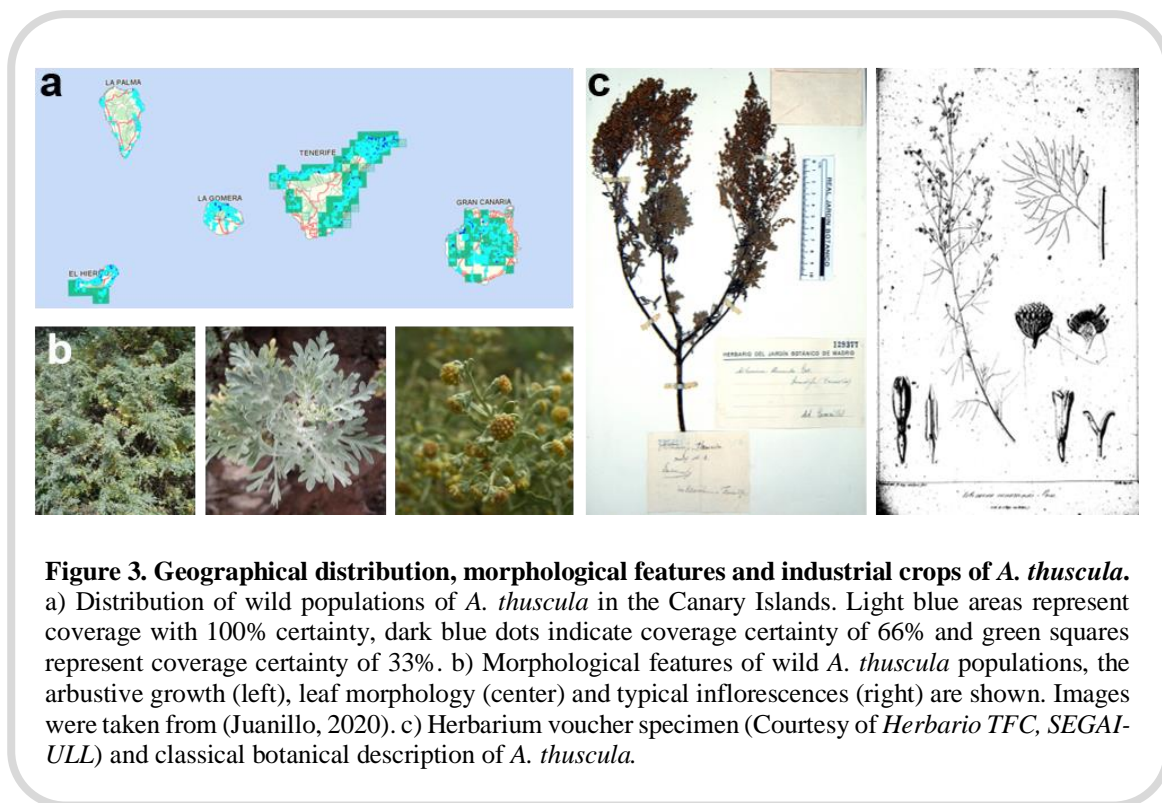 a
LA PALMA
TENERIFE
LA GOMERA
GRAN CANARIA
EL HIERRO
b
c
REAL JARDIN BOTANICO
129377
HERBARIO DEL JARDÍN BOTÁNICO DE MADRID
Figure 3. Geographical distribution, morphological features and industrial crops of A. thuscula.
a) Distribution of wild populations of A. thuscula in the Canary Islands. Light blue areas represent
coverage with 100% certainty, dark blue dots indicate coverage certainty of 66% and green squares
represent coverage certainty of 33%. b) Morphological features of wild A. thuscula populations, the
arbustive growth (left), leaf morphology (center) and typical inflorescences (right) are shown. Images
were taken from (Juanillo, 2020). c) Herbarium voucher specimen (Courtesy of Herbario TFC, SEGAI-
ULL) and classical botanical description of A. thuscula.